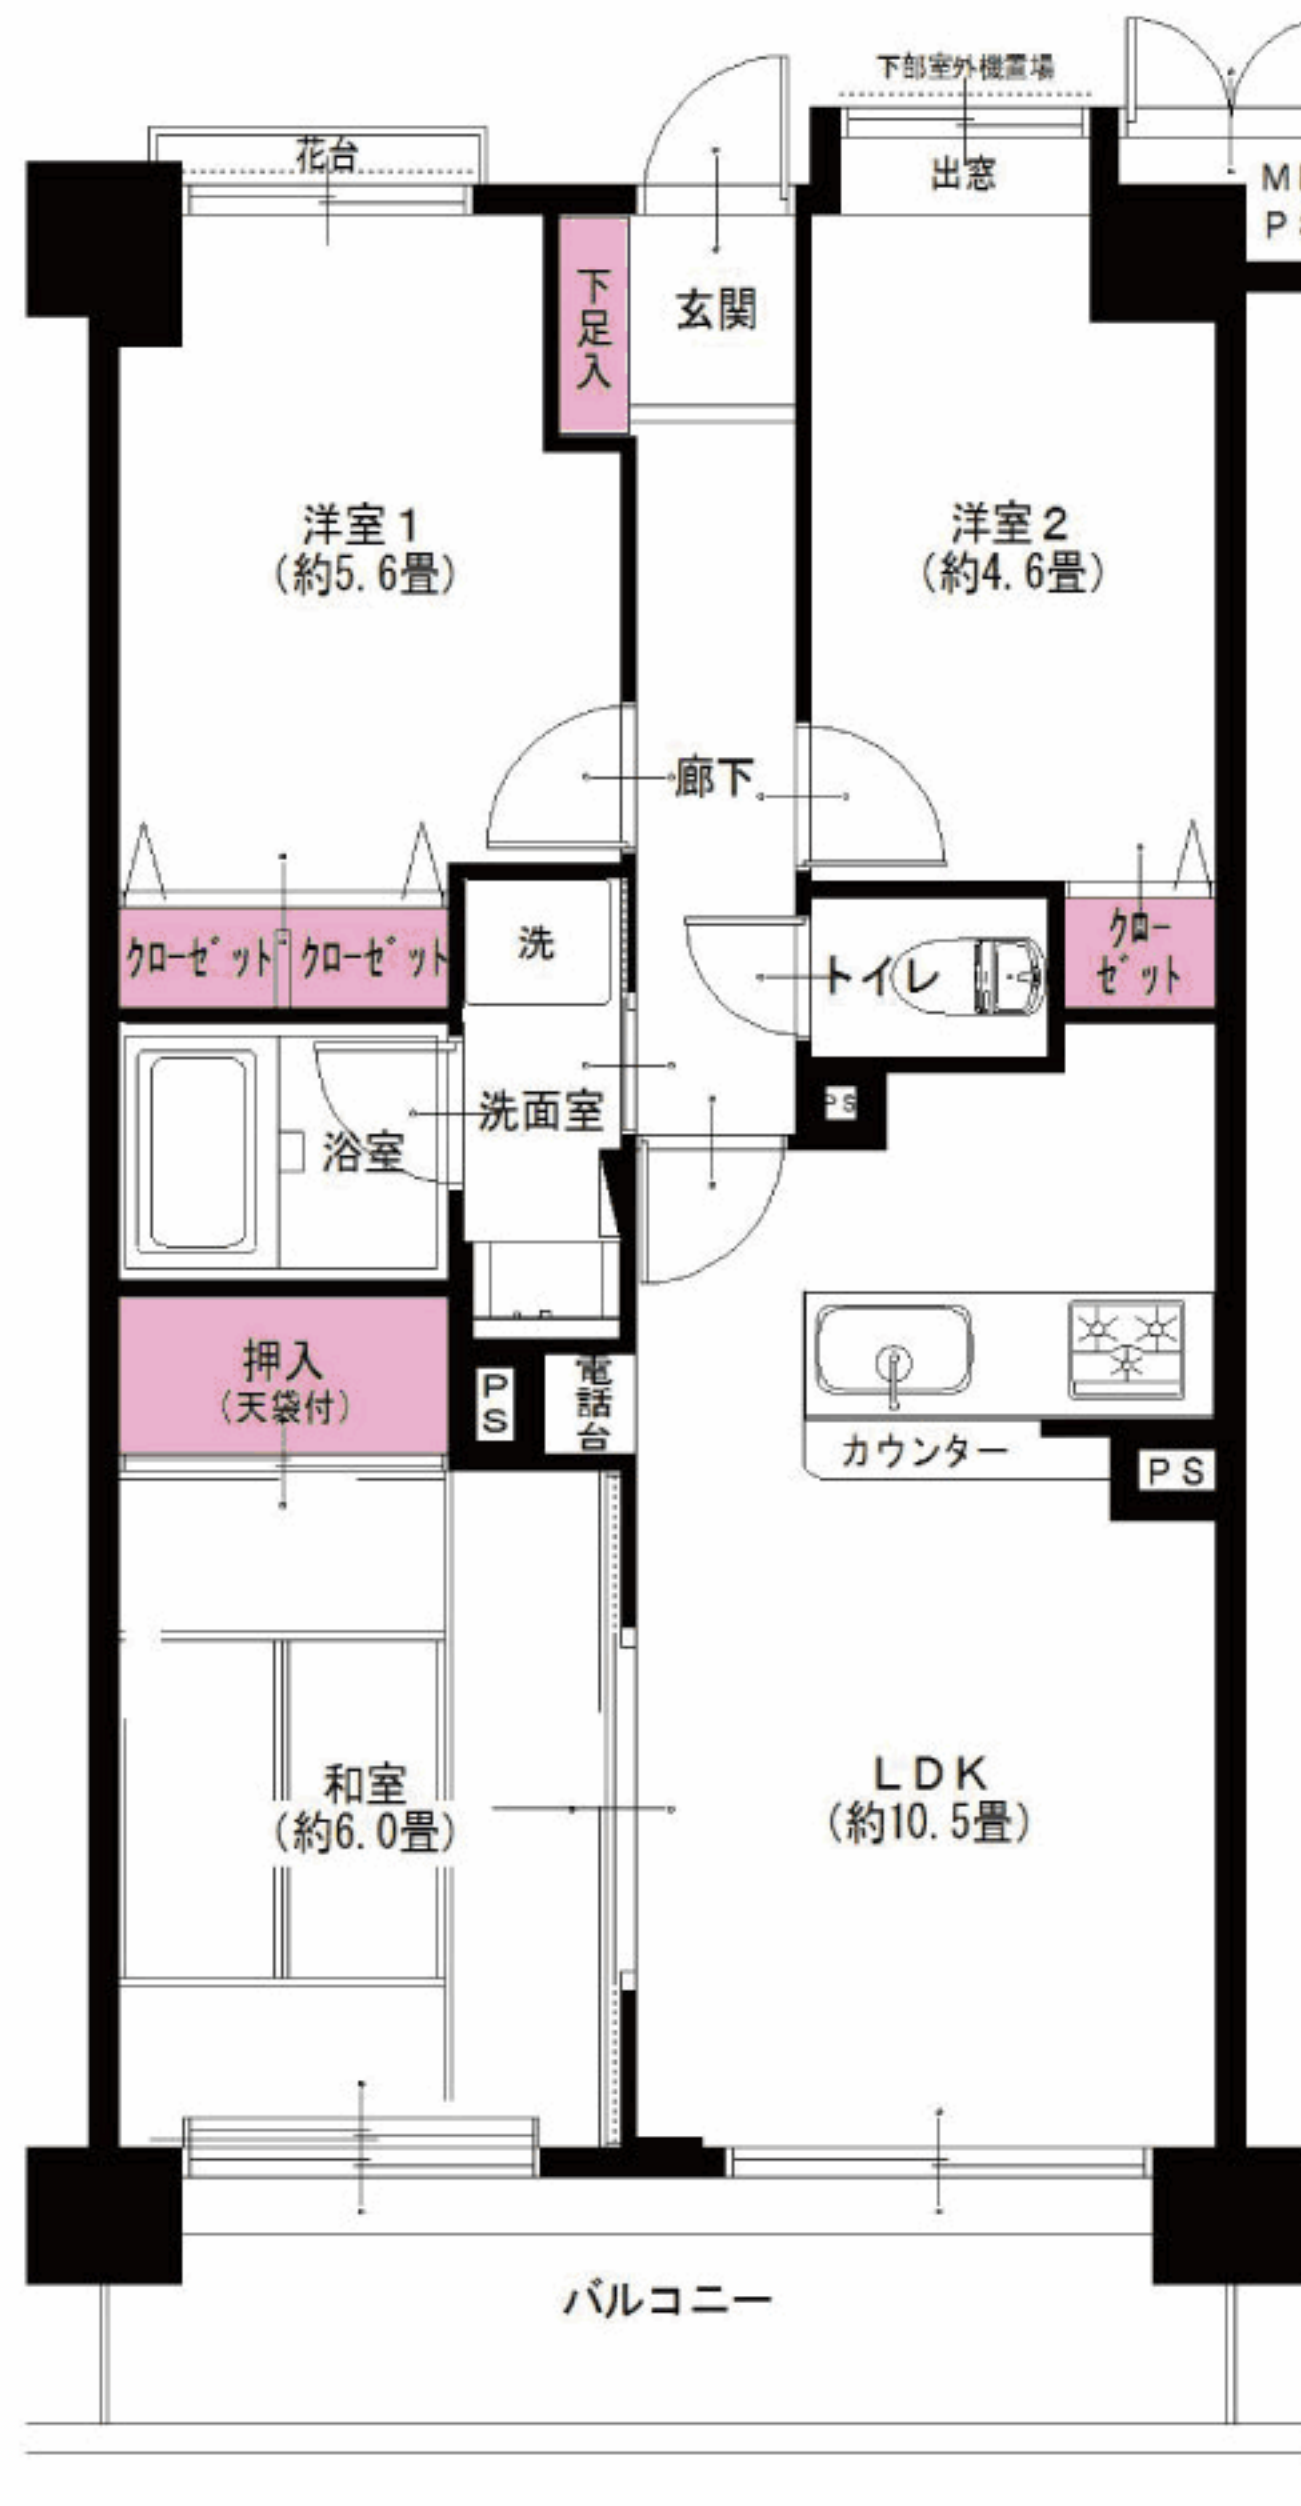 下部室外機置場
花台
出窓
下足入
玄関
洋室1
(約5.6畳)
洋室2
(約4.6畳)
廊下
クローゼット
クローゼット
洗
トイレ
クロー
ゼット
洗面室
PS
浴室
押入
(天袋付)
PS
電話台
カウンター
PS
和室
(約6.0畳)
LDK
(約10.5畳)
バルコニー